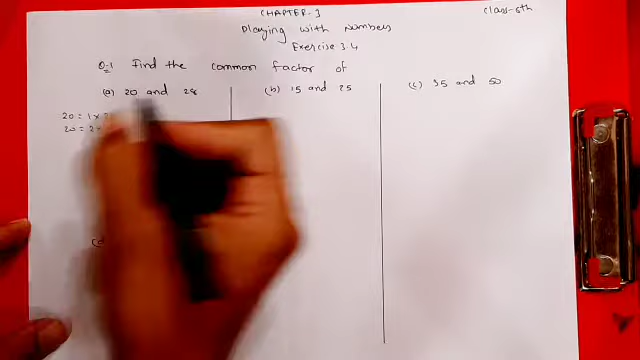 CHAPTER-3
Class-6th
Playing with Numbers
Exercise 3.4
Q.1 Find the common factor of
(a) 20 and 28
(b) 15 and 25
(c) 35 and 50
20 = 1 ×
20 = 2 ×